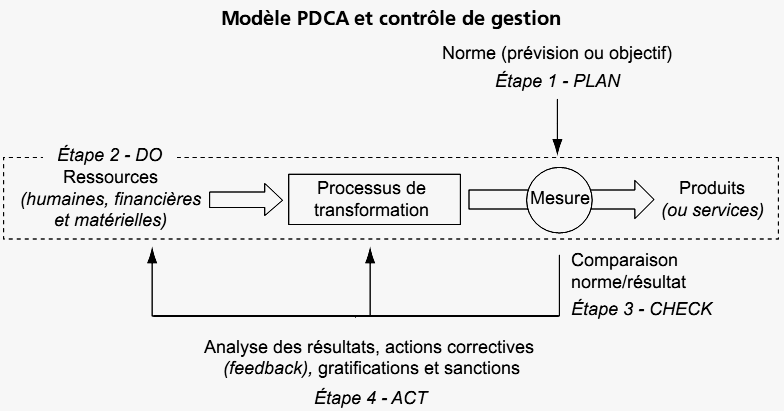 Modèle PDCA et contrôle de gestion
Norme (prévision ou objectif)
Étape 1 - PLAN
Étape 2 - DO
Ressources
(humaines, financières
et matérielles)
Processus de
transformation
Mesure
Produits
(ou services)
Comparaison
norme/résultat
Étape 3 - CHECK
Analyse des résultats, actions correctives
(feedback), gratifications et sanctions
Étape 4 - ACT